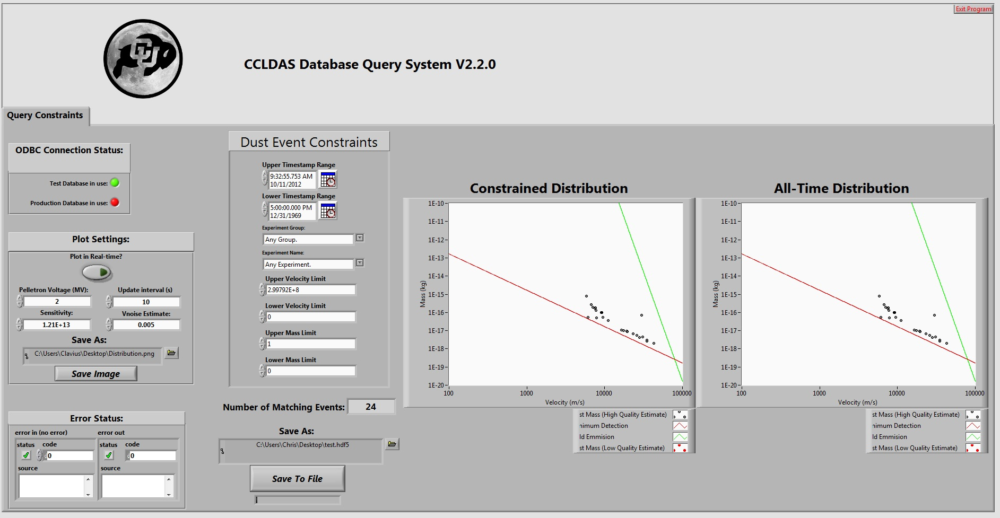 Exit Program
CU
CCLDAS Database Query System V2.2.0
Query Constraints
ODBC Connection Status:
Test Database in use:
Production Database in use:
Plot Settings:
Plot in Real-time?
Pelletron Voltage (MV):
2
Update interval (s)
10
Sensitivity:
1.21E+13
Vnoise Estimate:
0.005
Save As:
C:\Users\Clavius\Desktop\Distribution.png
Save Image
Error Status:
error in (no error)
status
code
0
source
error out
status
code
0
source
Dust Event Constraints
Upper Timestamp Range
9:32:55.753 AM
10/11/2012
Lower Timestamp Range
5:00:00.000 PM
12/31/1969
Experiment Group:
Any Group.
Experiment Name:
Any Experiment.
Upper Velocity Limit
2.99792E+8
Lower Velocity Limit
0
Upper Mass Limit
1
Lower Mass Limit
0
Number of Matching Events: 24
Save As:
C:\Users\Chris\Desktop\test.hdf5
Save To File
Constrained Distribution
Mass (kg)
1E-10
1E-11
1E-12
1E-13
1E-14
1E-15
1E-16
1E-17
1E-18
1E-19
1E-20
100 1000 10000 100000
Velocity (m/s)
st Mass (High Quality Estimate)
nimum Detection
ld Emmision
st Mass (Low Quality Estimate)
All-Time Distribution
Mass (kg)
1E-10
1E-11
1E-12
1E-13
1E-14
1E-15
1E-16
1E-17
1E-18
1E-19
1E-20
100 1000 10000 100000
Velocity (m/s)
st Mass (High Quality Estimate)
nimum Detection
ld Emmision
st Mass (Low Quality Estimate)